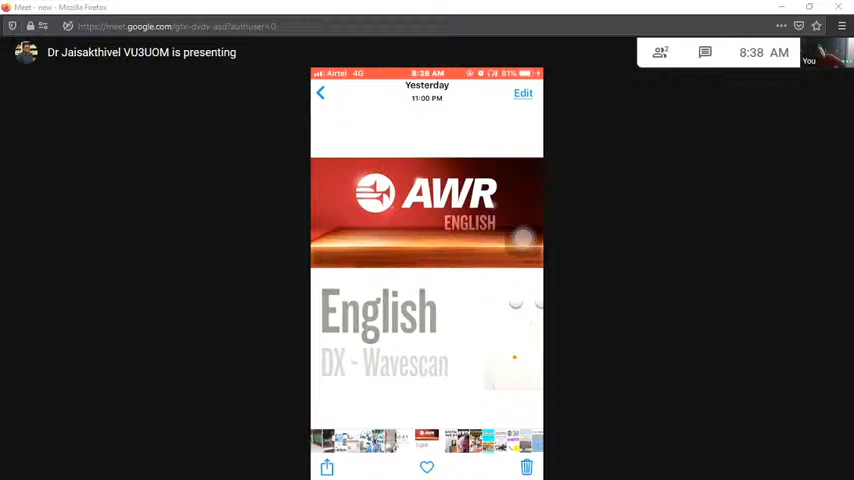 Meet - new - Mozilla Firefox
https://meet.google.com/gtv-dvdx-asd?authuser=0
Dr Jaisakthivel VU3UOM is presenting
2
8:38 AM
You
Airtel 4G
8:38 AM
81%
Yesterday
11:00 PM
Edit
AWR
ENGLISH
English
DX - Wavescan
AWR